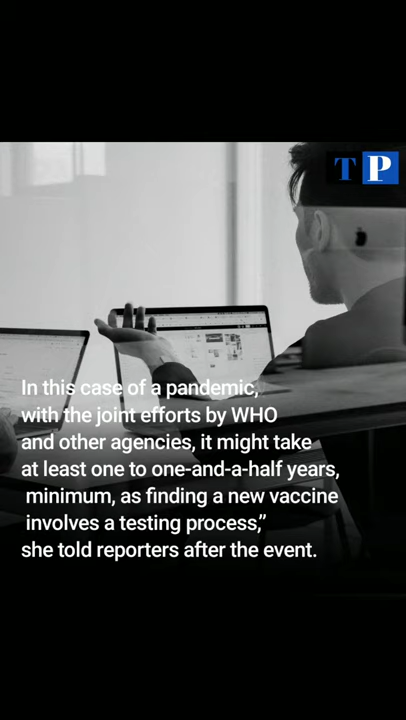 TP
In this case of a pandemic,
with the joint efforts by WHO
and other agencies, it might take
at least one to one-and-a-half years,
minimum, as finding a new vaccine
involves a testing process,”
she told reporters after the event.